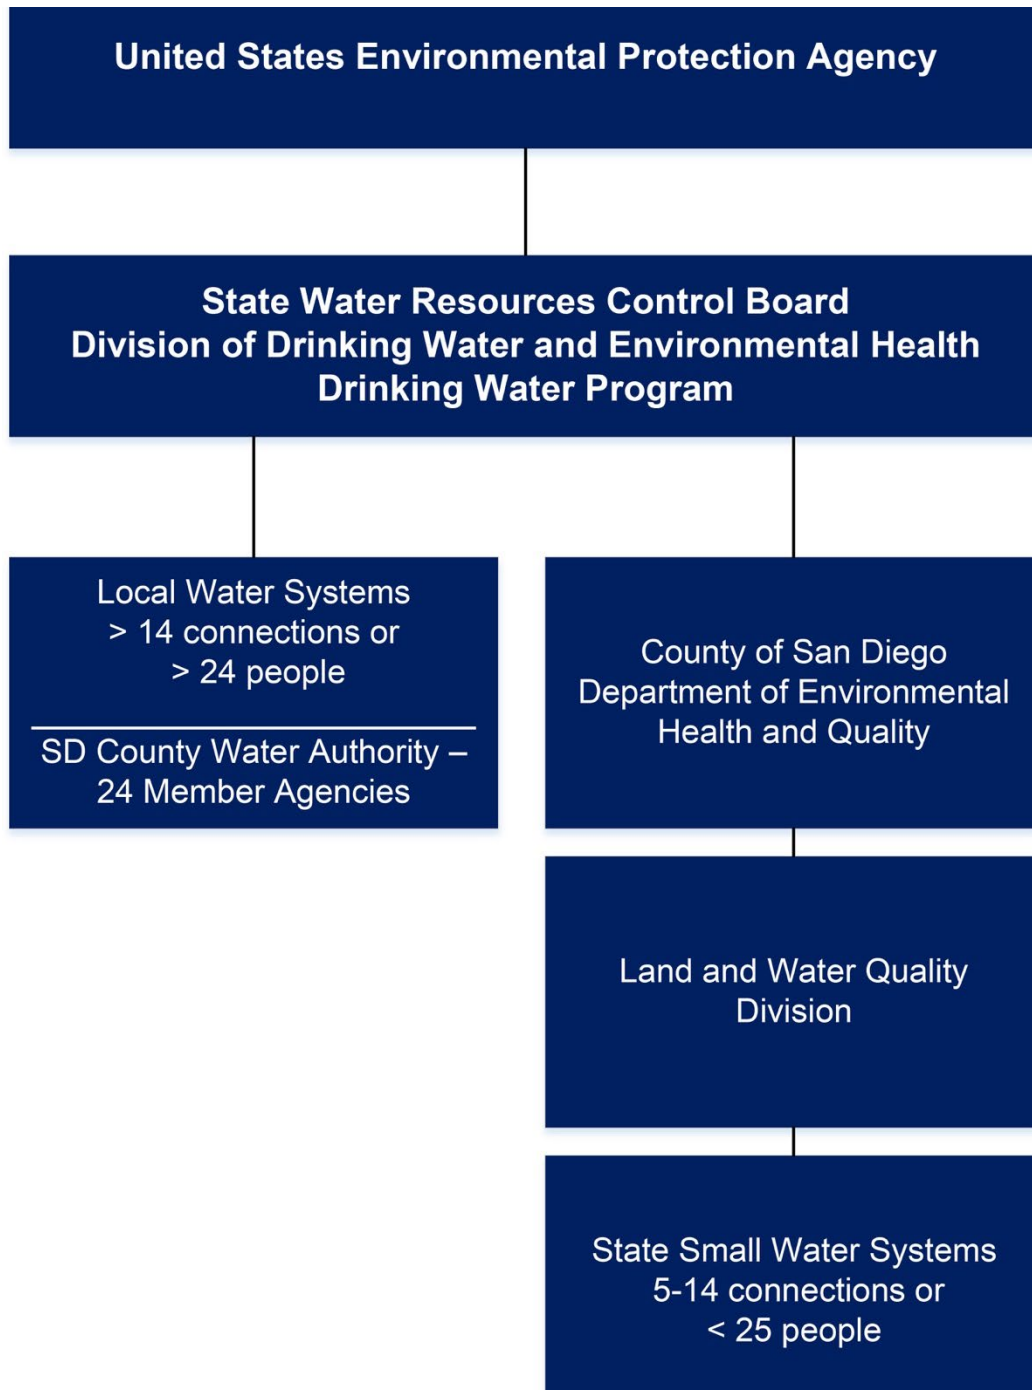 United States Environmental Protection Agency
State Water Resources Control Board
Division of Drinking Water and Environmental Health
Drinking Water Program
Local Water Systems
> 14 connections or
> 24 people
SD County Water Authority –
24 Member Agencies
County of San Diego
Department of Environmental
Health and Quality
Land and Water Quality
Division
State Small Water Systems
5-14 connections or
< 25 people